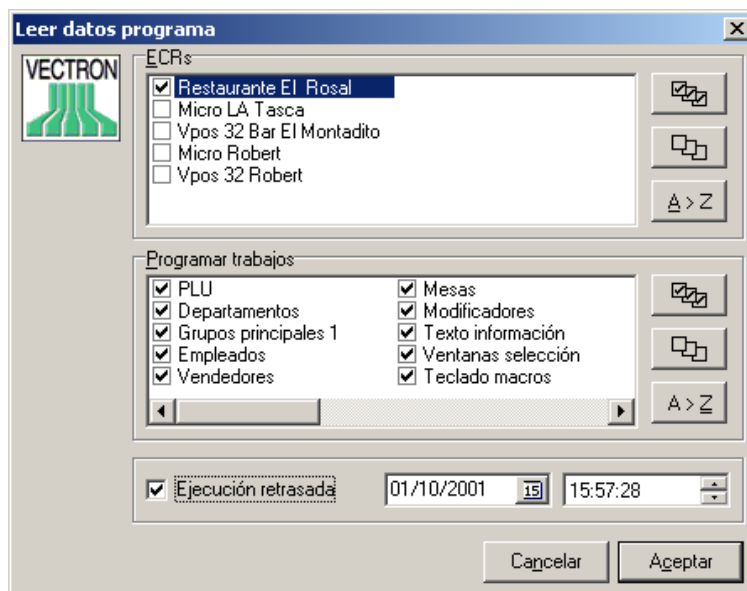 Leer datos programa
VECTRON
ECRs
Restaurante El Rosal
Micro LA Tasca
Vpos 32 Bar El Montadito
Micro Robert
Vpos 32 Robert
A > Z
Programar trabajos
PLU
Departamentos
Grupos principales 1
Empleados
Vendedores
Mesas
Modificadores
Texto información
Ventanas selección
Teclado macros
A > Z
Ejecución retrasada
01/10/2001
15
15:57:28
Cancelar
Aceptar